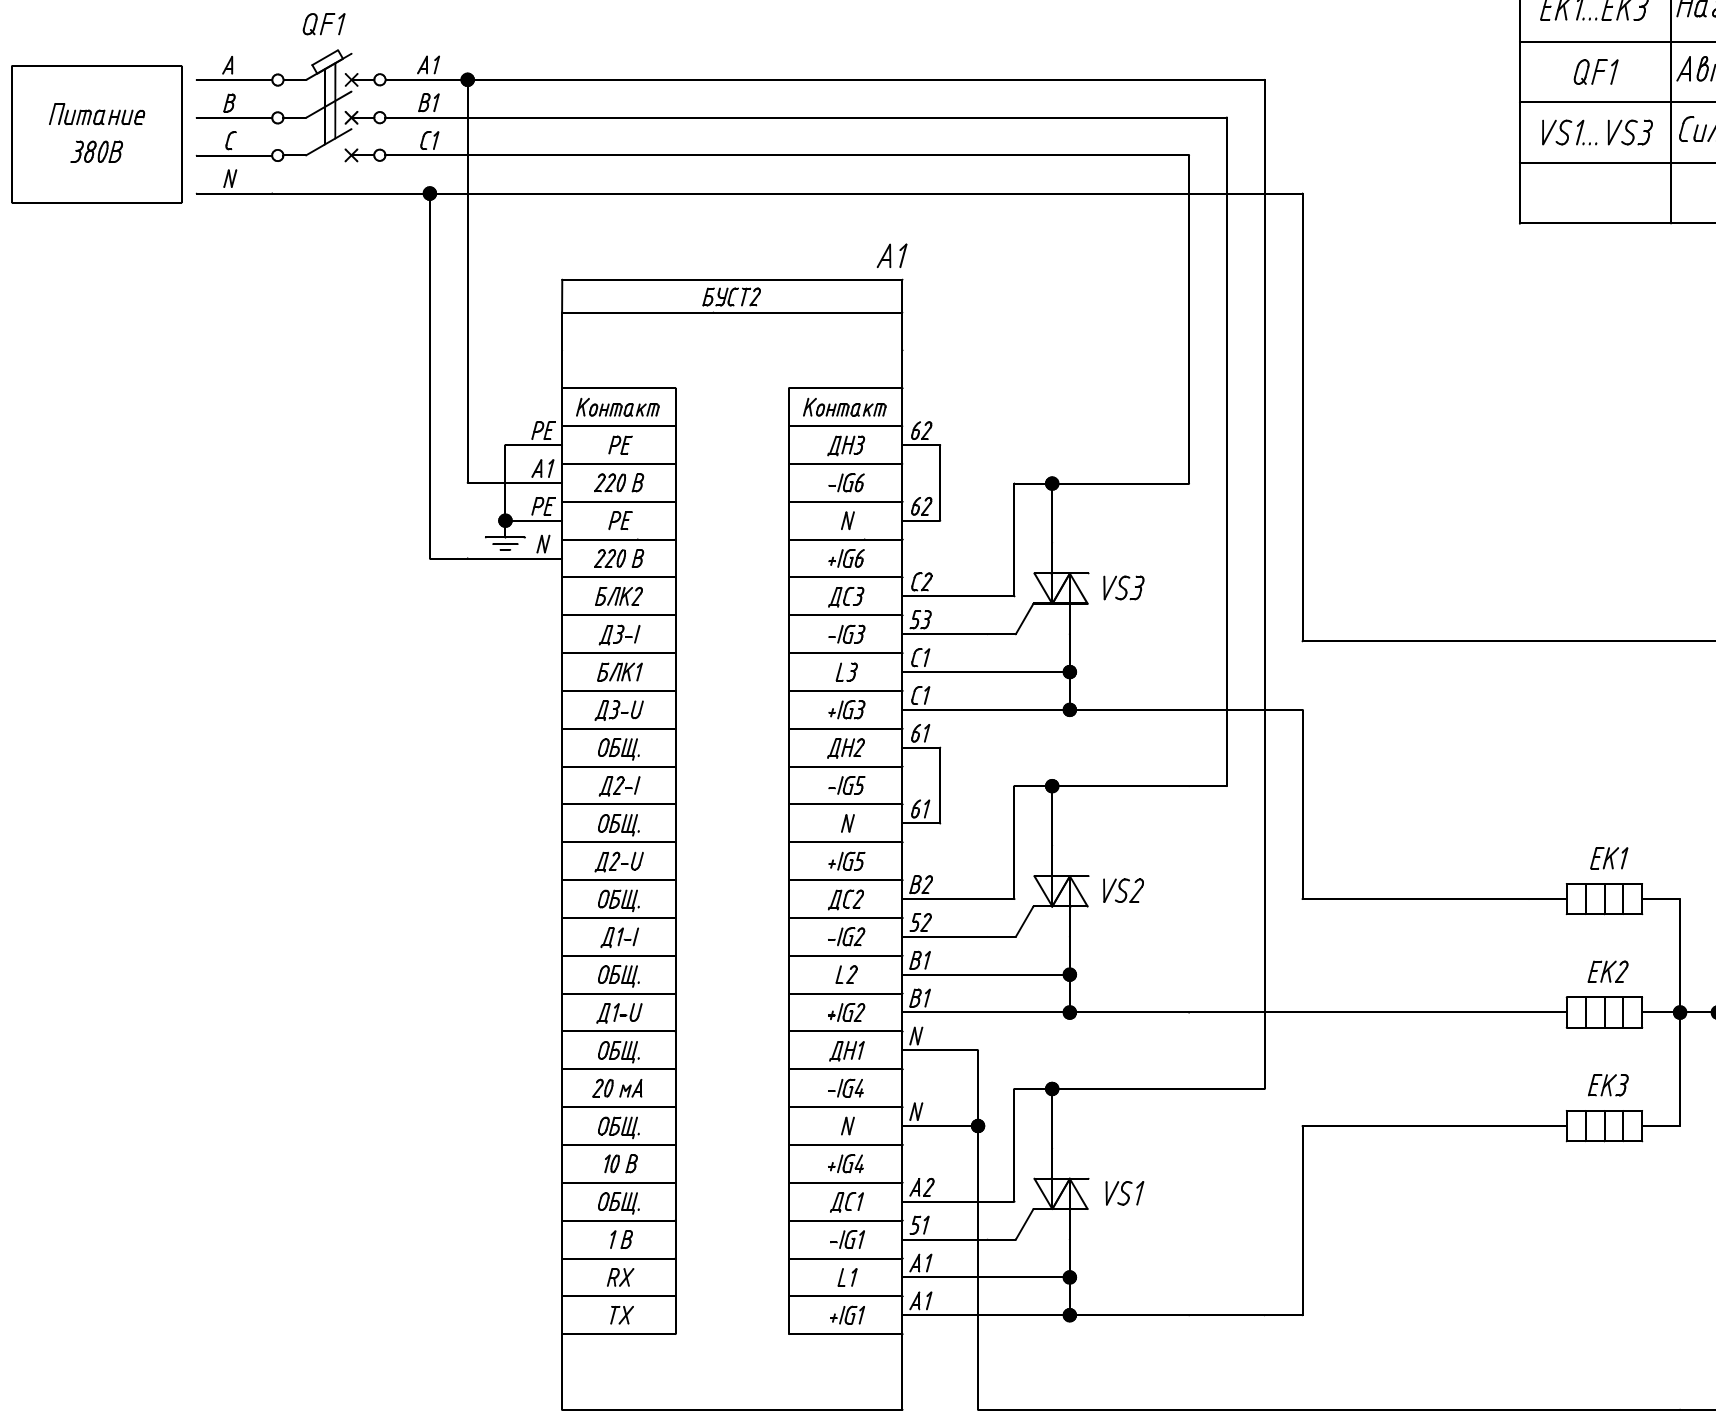 QF1
EK1...EK3
QF1
VS1...VS3
Питание
380В
A
A1
B
B1
C
C1
N
A1
БУСТ2
Контакт
Контакт
PE
PE
ДН3
62
A1
220 В
-IG6
PE
PE
N
62
N
220 В
+IG6
БЛК2
ДС3
C2
VS3
Д3-I
-IG3
53
БЛК1
L3
C1
Д3-U
+IG3
C1
ОБЩ.
ДН2
61
Д2-I
-IG5
ОБЩ.
N
61
Д2-U
+IG5
EK1
ОБЩ.
ДС2
B2
VS2
Д1-I
-IG2
52
ОБЩ.
L2
B1
EK2
Д1-U
+IG2
B1
ОБЩ.
ДН1
N
20 мА
-IG4
EK3
ОБЩ.
N
N
10 В
+IG4
ОБЩ.
ДС1
A2
VS1
1 В
-IG1
51
RX
L1
A1
TX
+IG1
A1